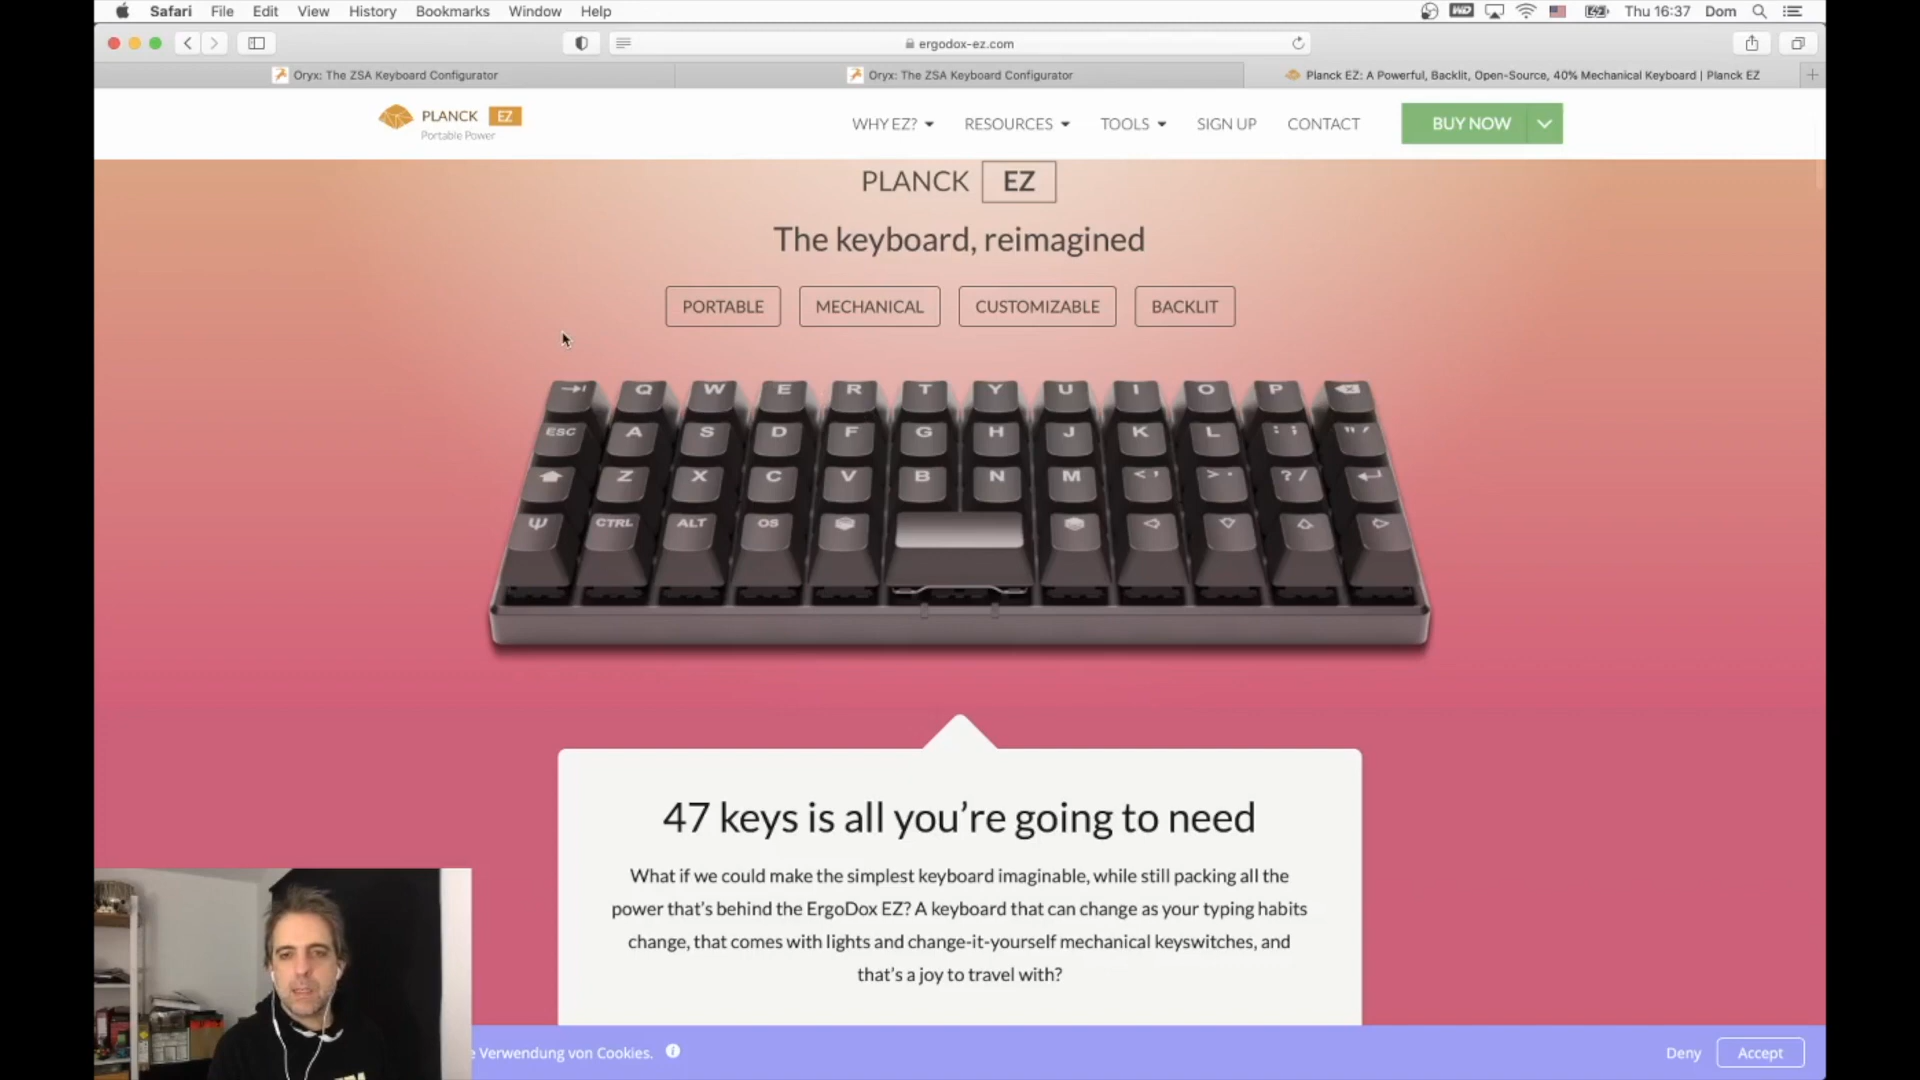 Safari File Edit View History Bookmarks Window Help Thu 16:37 Dom
ergodox-ez.com
Oryx: The ZSA Keyboard Configurator Oryx: The ZSA Keyboard Configurator Planck EZ: A Powerful, Backlit, Open-Source, 40% Mechanical Keyboard | Planck EZ
PLANCK EZ
Portable Power
WHY EZ? RESOURCES TOOLS SIGN UP CONTACT BUY NOW
PLANCK EZ
The keyboard, reimagined
PORTABLE MECHANICAL CUSTOMIZABLE BACKLIT
Q W E R T Y U I O P
ESC A S D F G H J K L : ; " '
Z X C V B N M < , > . ? /
CTRL ALT OS
47 keys is all you’re going to need
What if we could make the simplest keyboard imaginable, while still packing all the
power that’s behind the ErgoDox EZ? A keyboard that can change as your typing habits
change, that comes with lights and change-it-yourself mechanical keyswitches, and
that’s a joy to travel with?
Verwendung von Cookies. Deny Accept